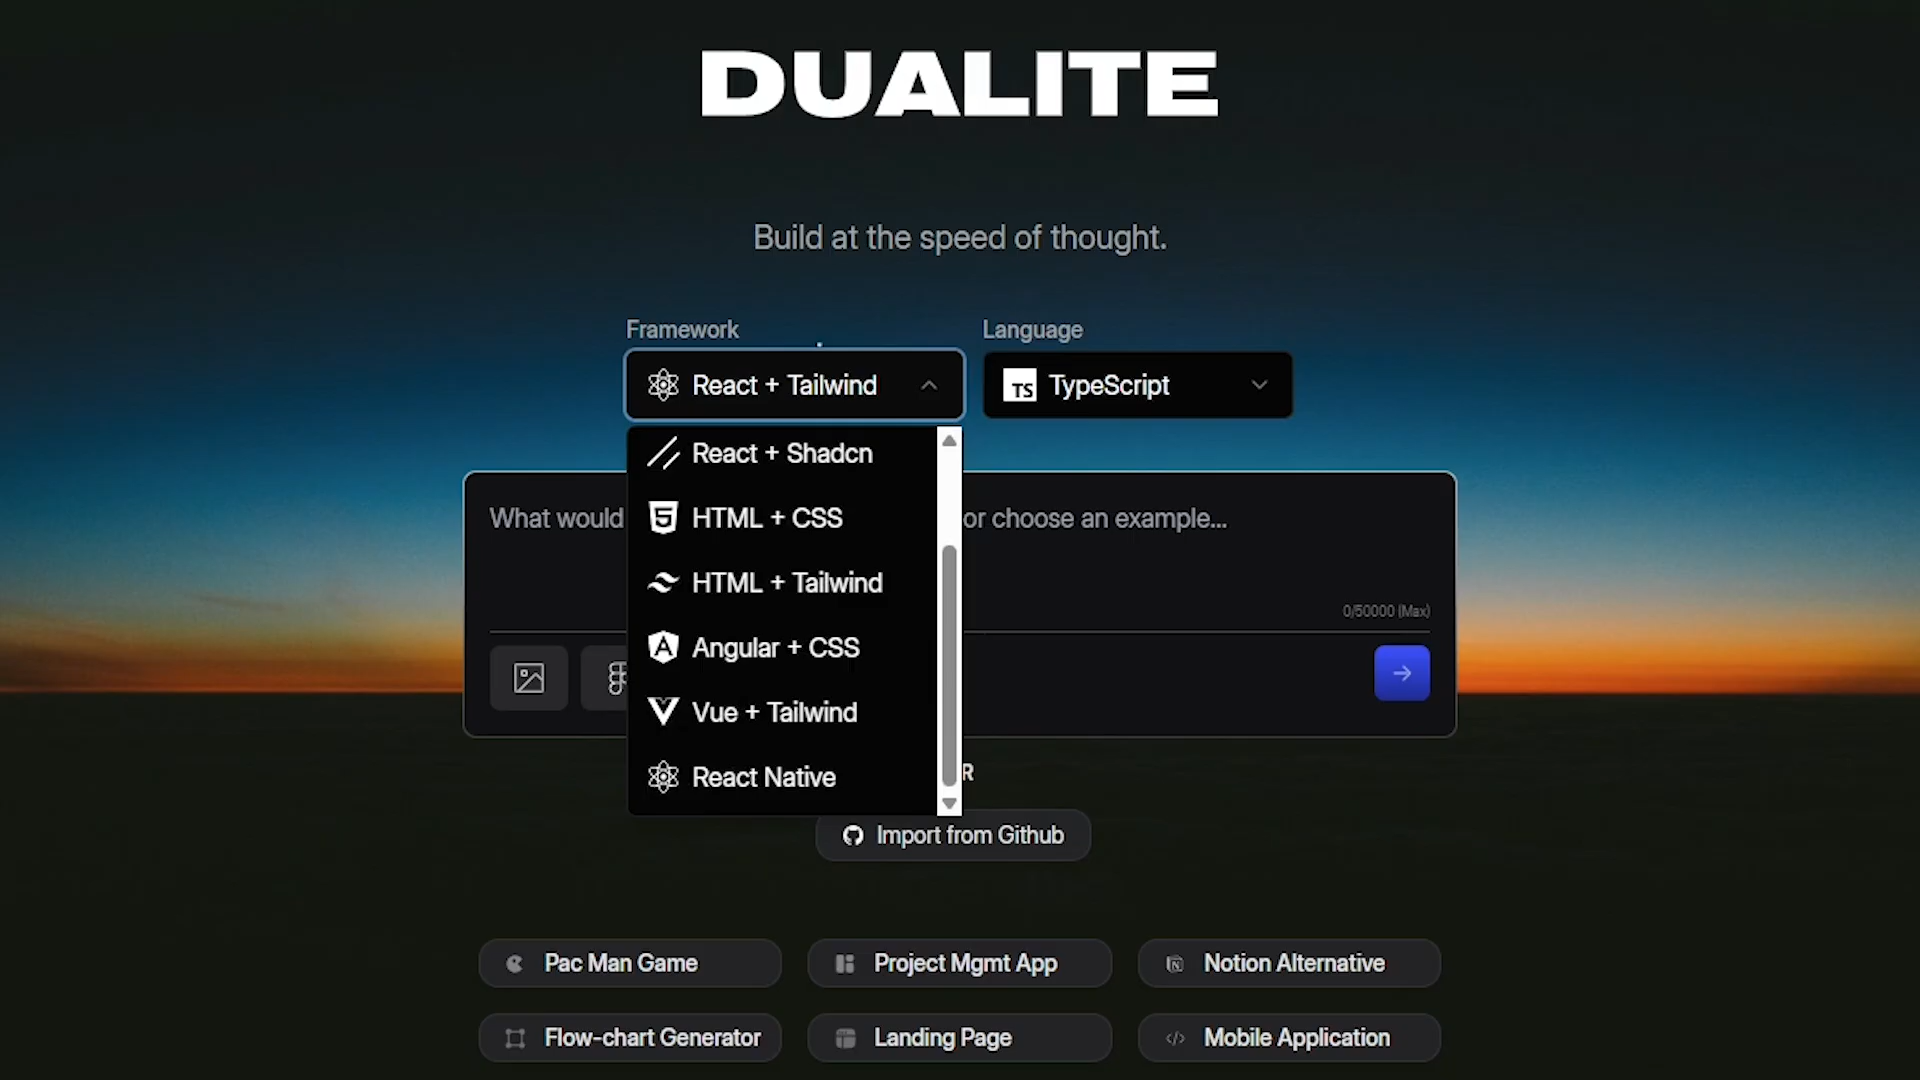 DUALITE
Build at the speed of thought.
Framework
Language
React + Tailwind
TS TypeScript
React + Shadcn
HTML + CSS
HTML + Tailwind
Angular + CSS
Vue + Tailwind
React Native
What would
or choose an example...
0/50000 (Max)
R
Import from Github
Pac Man Game
Project Mgmt App
Notion Alternative
Flow-chart Generator
Landing Page
Mobile Application